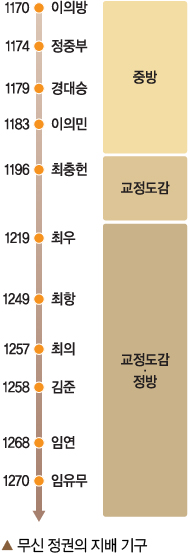 1170 이의방
1174 정중부
1179 경대승
중방
1183 이의민
1196 최충헌
교정도감
1219 최우
1249 최항
1257 최의
교정도감
·
정방
1258 김준
1268 임연
1270 임유무
▲ 무신 정권의 지배 기구